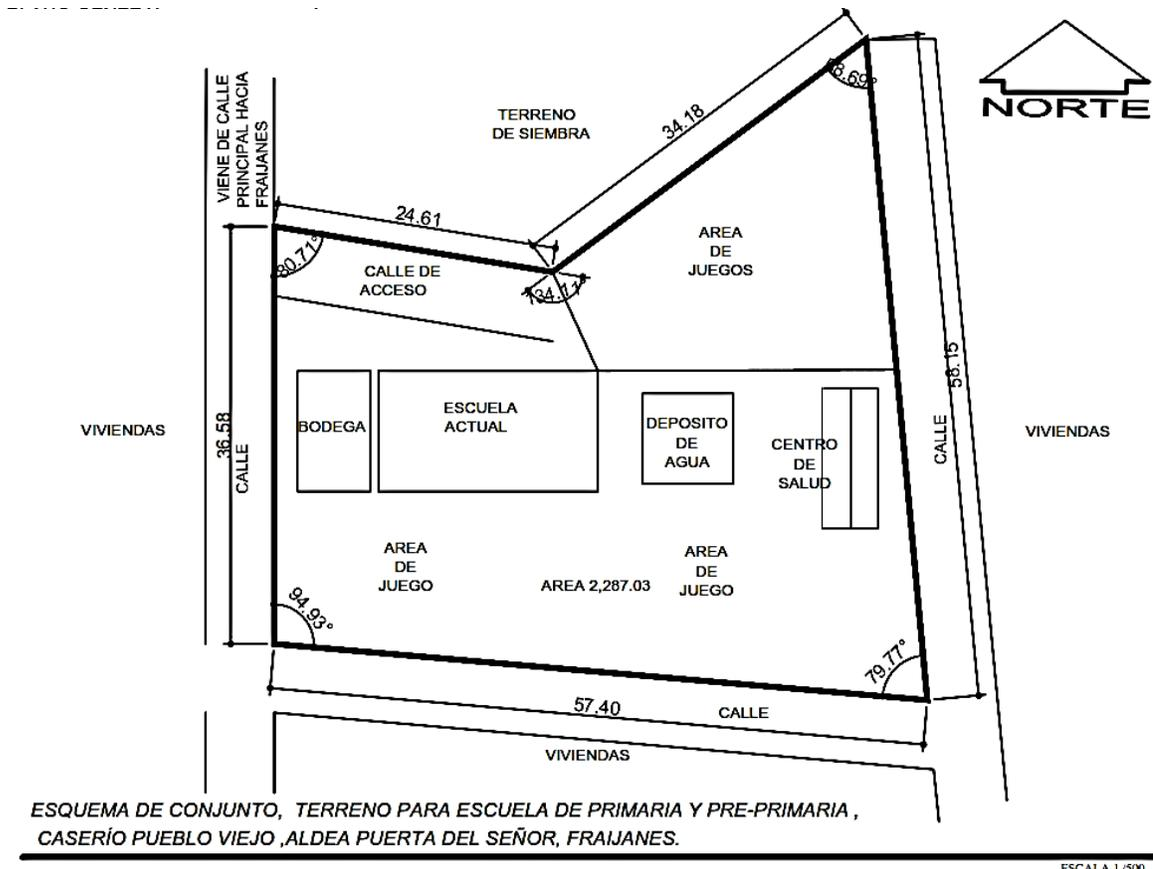 NORTE
VIENE DE CALLE
PRINCIPAL HACIA
FRAIJANES
TERRENO
DE SIEMBRA
34.18
24.61
80.71°
CALLE DE
ACCESO
AREA
DE
JUEGOS
58.15
36.58
CALLE
VIVIENDAS
BODEGA
ESCUELA
ACTUAL
DEPOSITO
DE
AGUA
CENTRO
DE
SALUD
CALLE
VIVIENDAS
AREA
DE
JUEGO
AREA 2,287.03
AREA
DE
JUEGO
94.93°
79.77°
57.40
CALLE
VIVIENDAS
ESQUEMA DE CONJUNTO, TERRENO PARA ESCUELA DE PRIMARIA Y PRE-PRIMARIA ,
CASERÍO PUEBLO VIEJO ,ALDEA PUERTA DEL SEÑOR, FRAIJANES.
ESCALA 1/500